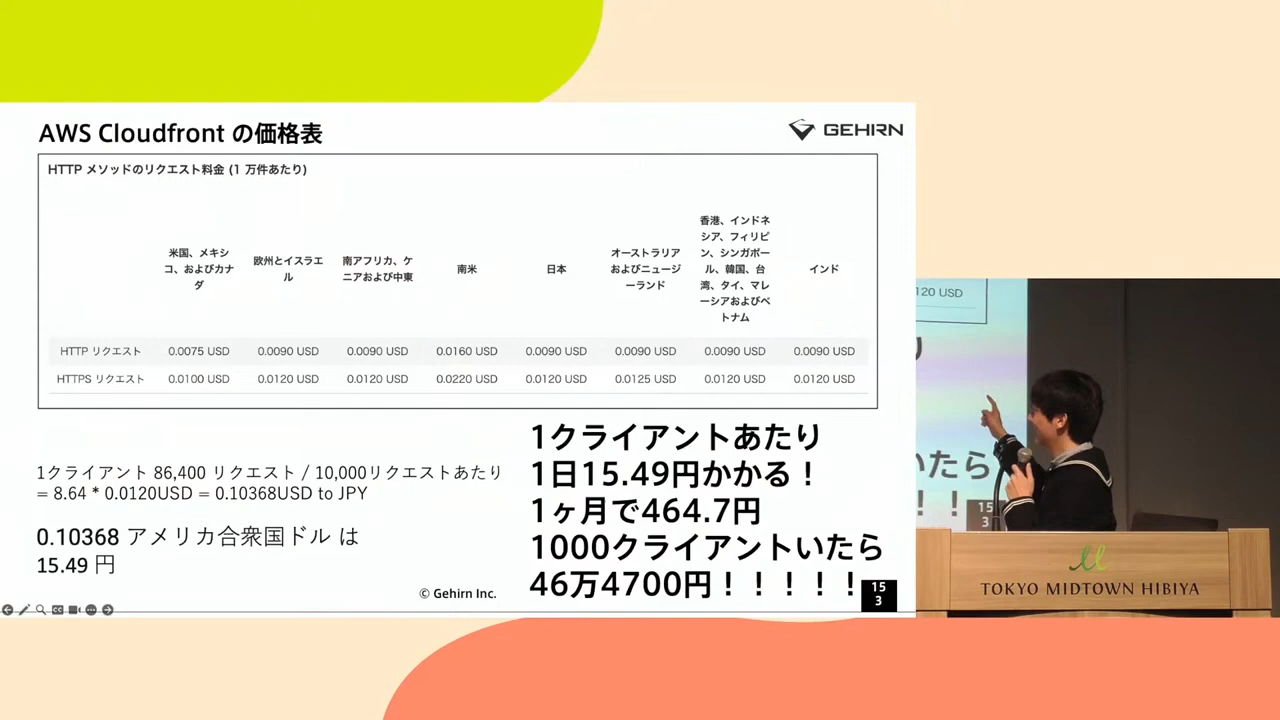 AWS Cloudfront の価格表
GEHIRN
HTTP メソッドのリクエスト料金 (1 万件あたり)
米国、メキシ
コ、およびカナ
ダ
欧州とイスラエ
ル
南アフリカ、ケ
ニアおよび中東
南米
日本
オーストラリア
およびニュージ
ーランド
香港、インドネ
シア、フィリピ
ン、シンガポー
ル、韓国、台
湾、タイ、マレ
ーシアおよびベ
トナム
インド
HTTP リクエスト 0.0075 USD 0.0090 USD 0.0090 USD 0.0160 USD 0.0090 USD 0.0090 USD 0.0090 USD 0.0090 USD
HTTPS リクエスト 0.0100 USD 0.0120 USD 0.0120 USD 0.0220 USD 0.0120 USD 0.0125 USD 0.0120 USD 0.0120 USD
1クライアント 86,400 リクエスト / 10,000リクエストあたり
= 8.64 * 0.0120USD = 0.10368USD to JPY
0.10368 アメリカ合衆国ドル は
15.49 円
1クライアントあたり
1日15.49円かかる！
1ヶ月で464.7円
1000クライアントいたら
46万4700円！！！！！
© Gehirn Inc.
15
3
120 USD
いたら
！！
15
3
TOKYO MIDTOWN HIBIYA